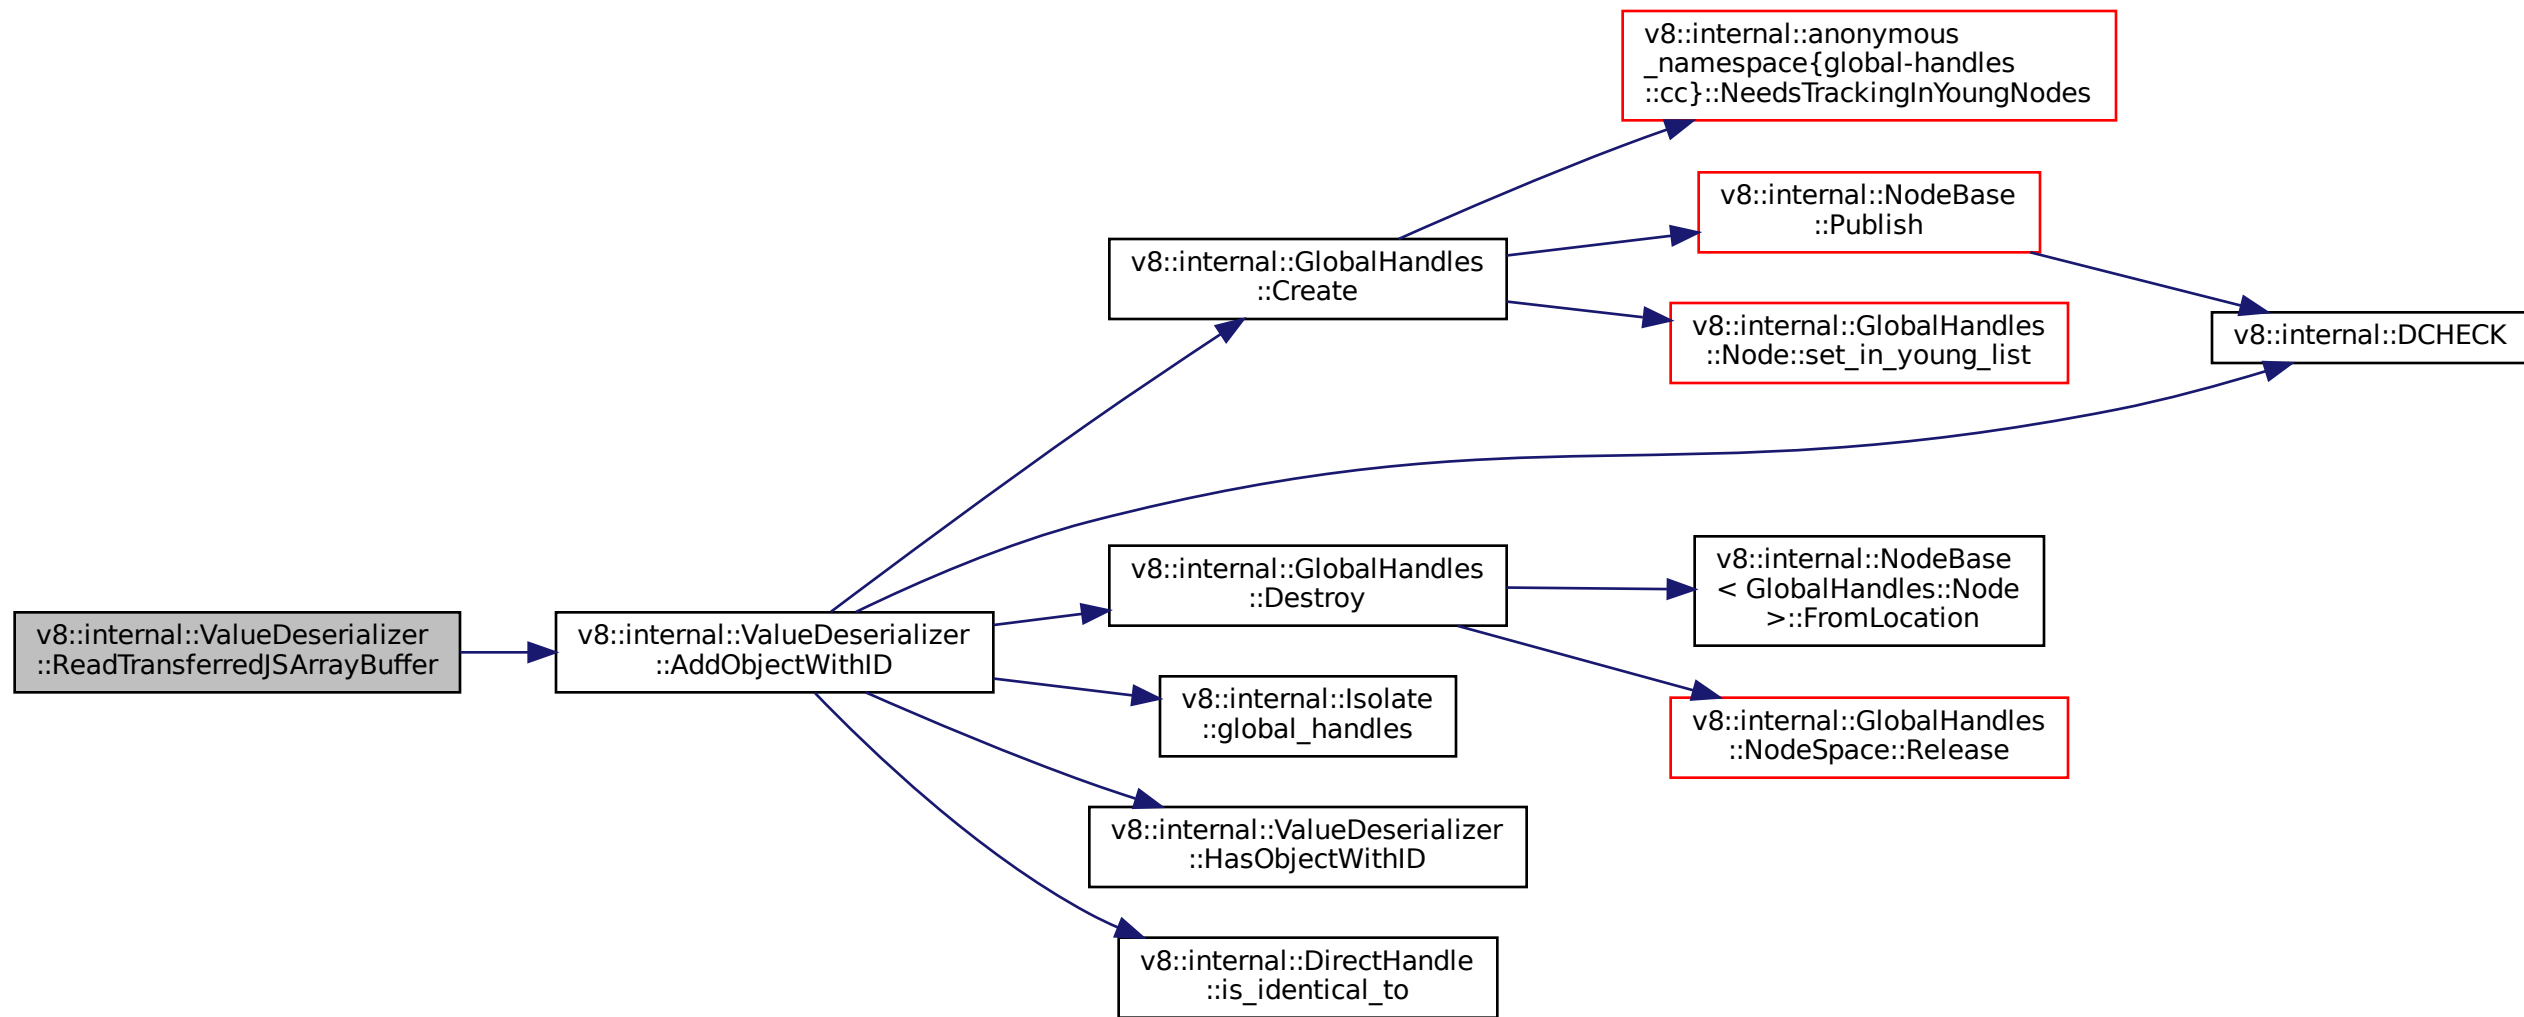 v8::internal::ValueDeserializer
::ReadTransferredJSArrayBuffer
v8::internal::ValueDeserializer
::AddObjectWithID
v8::internal::GlobalHandles
::Create
v8::internal::anonymous
_namespace{global-handles
::cc}::NeedsTrackingInYoungNodes
v8::internal::NodeBase
::Publish
v8::internal::GlobalHandles
::Node::set_in_young_list
v8::internal::DCHECK
v8::internal::GlobalHandles
::Destroy
v8::internal::NodeBase
< GlobalHandles::Node
>::FromLocation
v8::internal::GlobalHandles
::NodeSpace::Release
v8::internal::Isolate
::global_handles
v8::internal::ValueDeserializer
::HasObjectWithID
v8::internal::DirectHandle
::is_identical_to